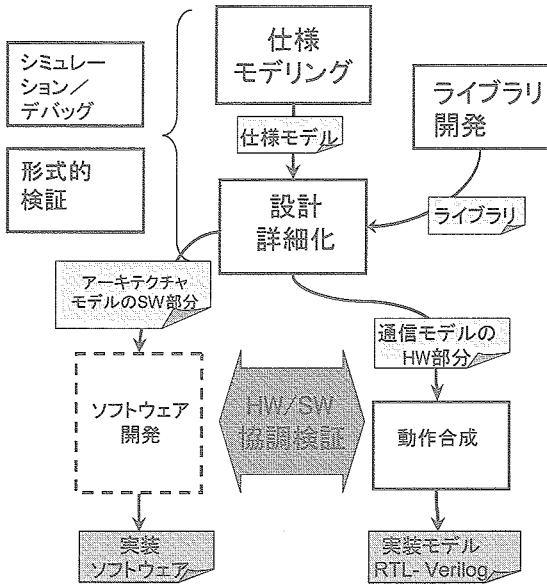 シミュレー
ション／
デバッグ
形式的
検証
仕様
モデリング
仕様モデル
ライブラリ
開発
ライブラリ
設計
詳細化
アーキテクチャ
モデルのSW部分
通信モデルの
HW部分
ソフトウェア
開発
HW/SW
協調検証
動作合成
実装
ソフトウェア
実装モデル
RTL- Verilog